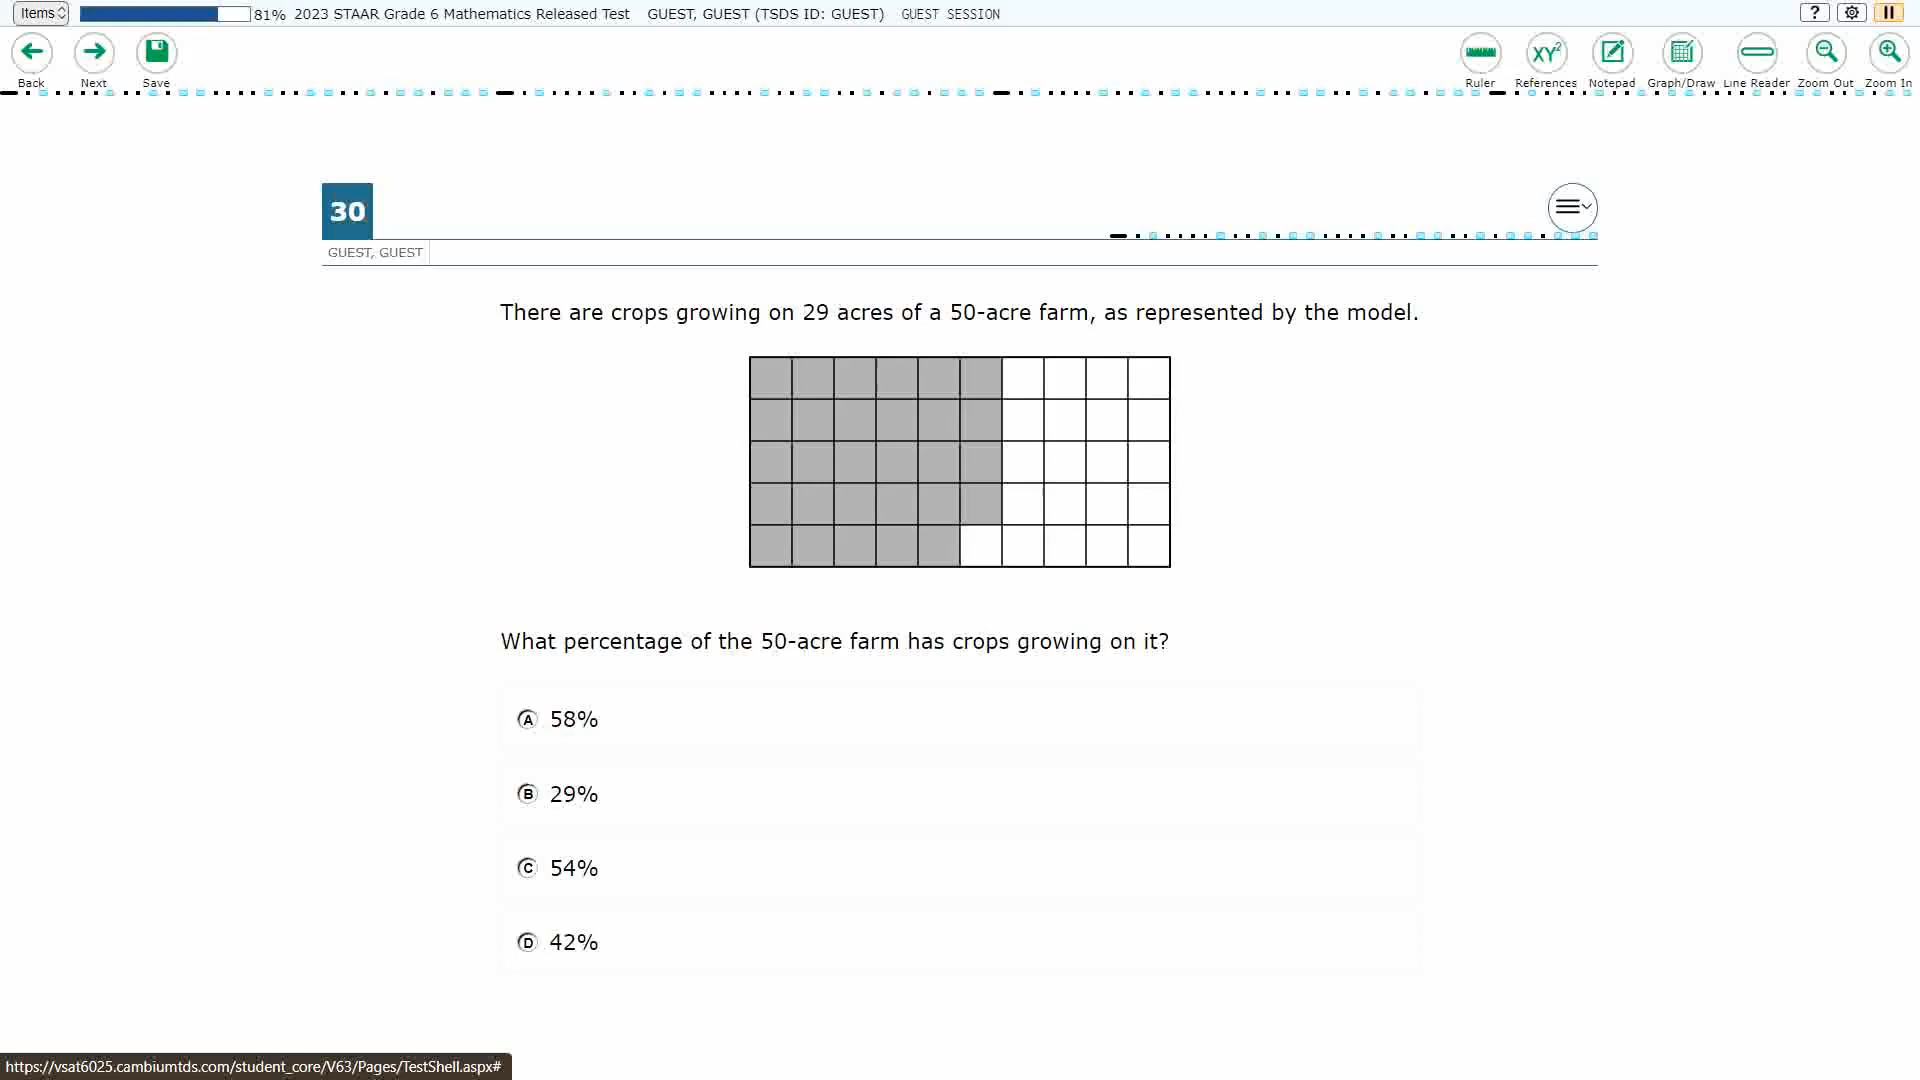 Items 81% 2023 STAAR Grade 6 Mathematics Released Test GUEST, GUEST (TSDS ID: GUEST) GUEST SESSION ?
XY2
Back Next Save Ruler References Notepad Graph/Draw Line Reader Zoom Out Zoom In
30
GUEST, GUEST
There are crops growing on 29 acres of a 50-acre farm, as represented by the model.
What percentage of the 50-acre farm has crops growing on it?
A 58%
B 29%
C 54%
D 42%
https://vsat6025.cambiumtds.com/student_core/V63/Pages/TestShell.aspx#